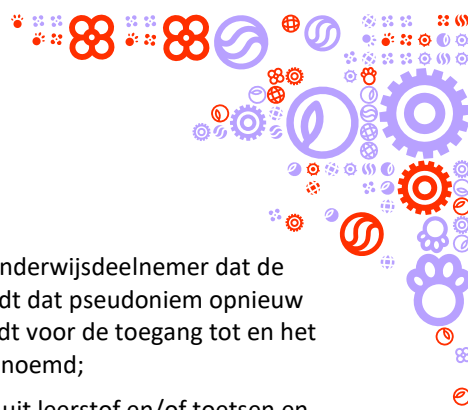 nderwijsdeelnemer dat de
dt dat pseudoniem opnieuw
dt voor de toegang tot en het
noemd;
uit leerstof en/of toetsen en